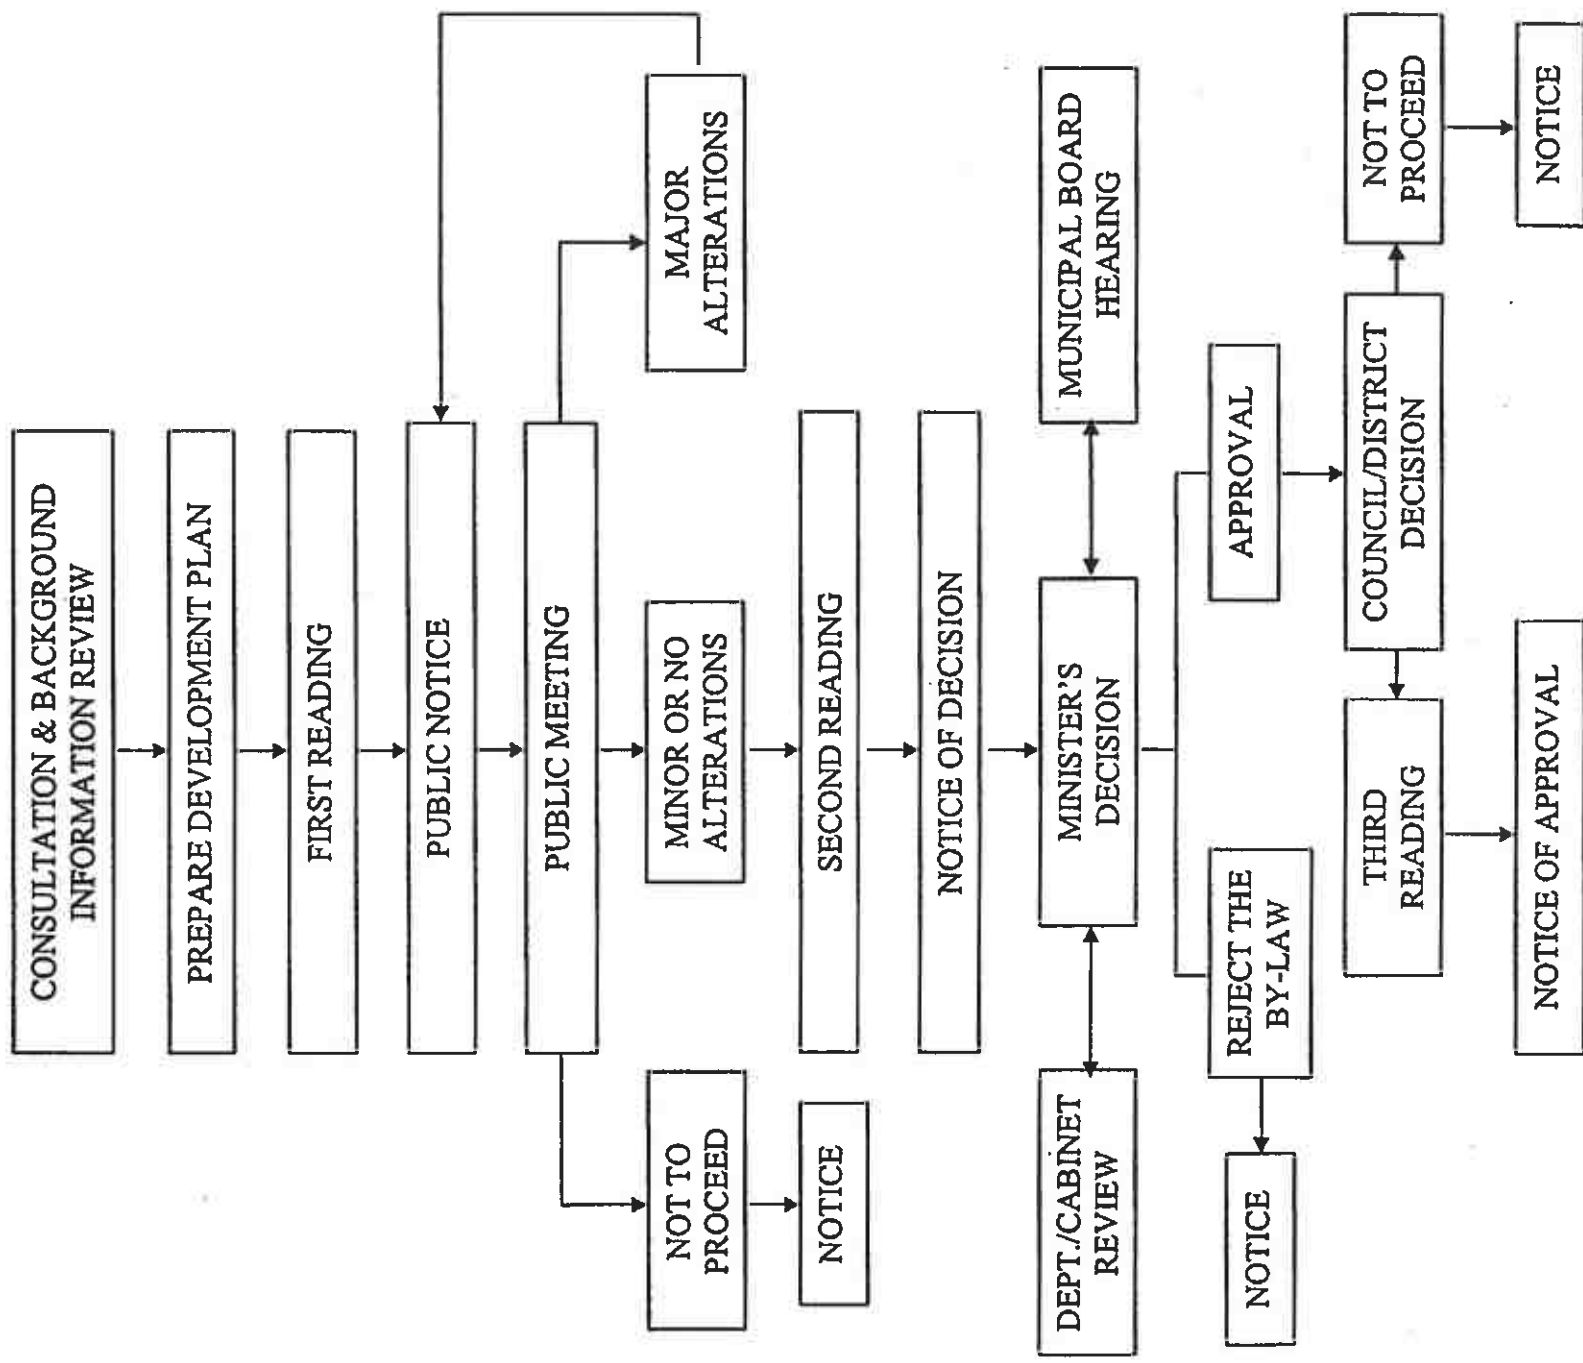 CONSULTATION & BACKGROUND
INFORMATION REVIEW
PREPARE DEVELOPMENT PLAN
FIRST READING
PUBLIC NOTICE
PUBLIC MEETING
NOT TO
PROCEED
MINOR OR NO
ALTERATIONS
MAJOR
ALTERATIONS
NOTICE
SECOND READING
NOTICE OF DECISION
DEPT./CABINET
REVIEW
MINISTER'S
DECISION
MUNICIPAL BOARD
HEARING
NOTICE
REJECT THE
BY-LAW
APPROVAL
THIRD
READING
COUNCIL/DISTRICT
DECISION
NOT TO
PROCEED
NOTICE OF APPROVAL
NOTICE